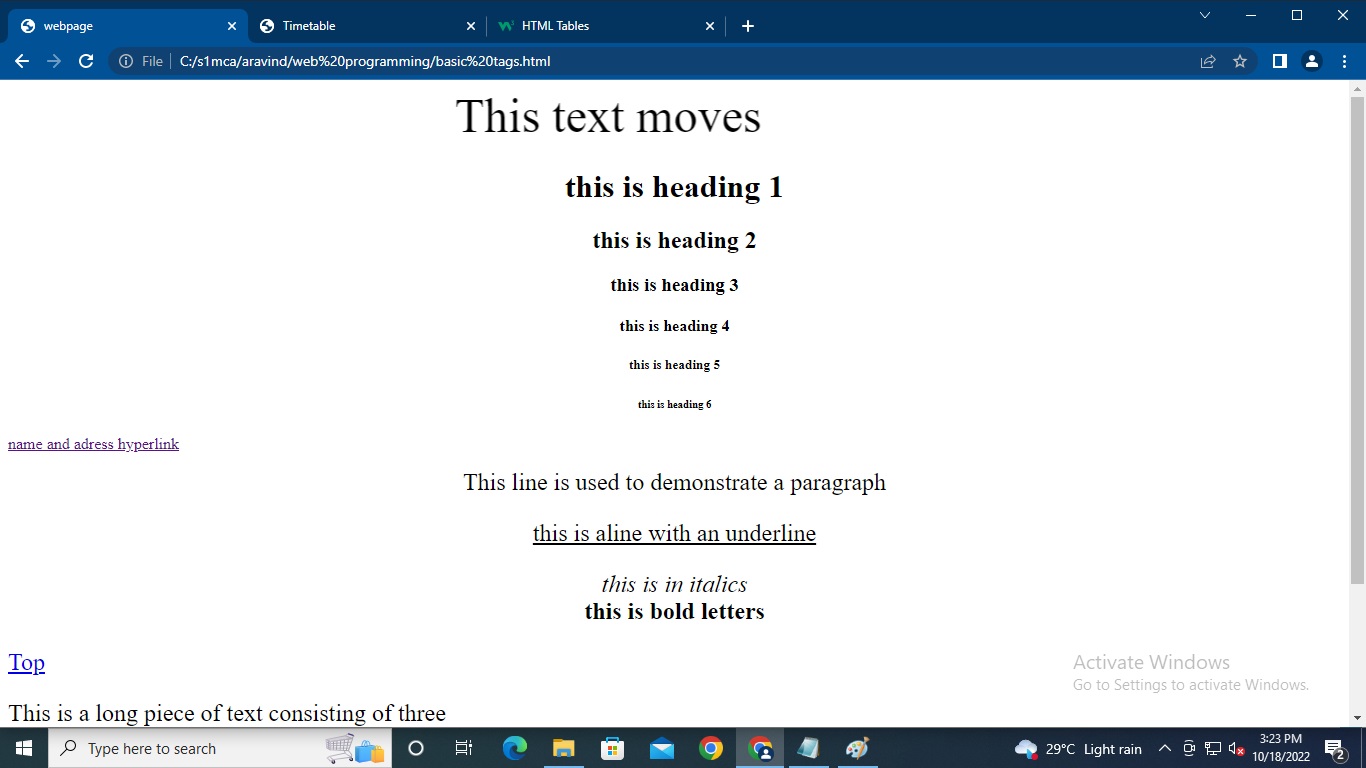 webpage
Timetable
HTML Tables
File
C:/s1mca/aravind/web%20programming/basic%20tags.html
This text moves
this is heading 1
this is heading 2
this is heading 3
this is heading 4
this is heading 5
this is heading 6
name and adress hyperlink
This line is used to demonstrate a paragraph
this is aline with an underline
this is in italics
this is bold letters
Top
Activate Windows
Go to Settings to activate Windows.
This is a long piece of text consisting of three
Type here to search
29°C Light rain
3:23 PM
10/18/2022
2